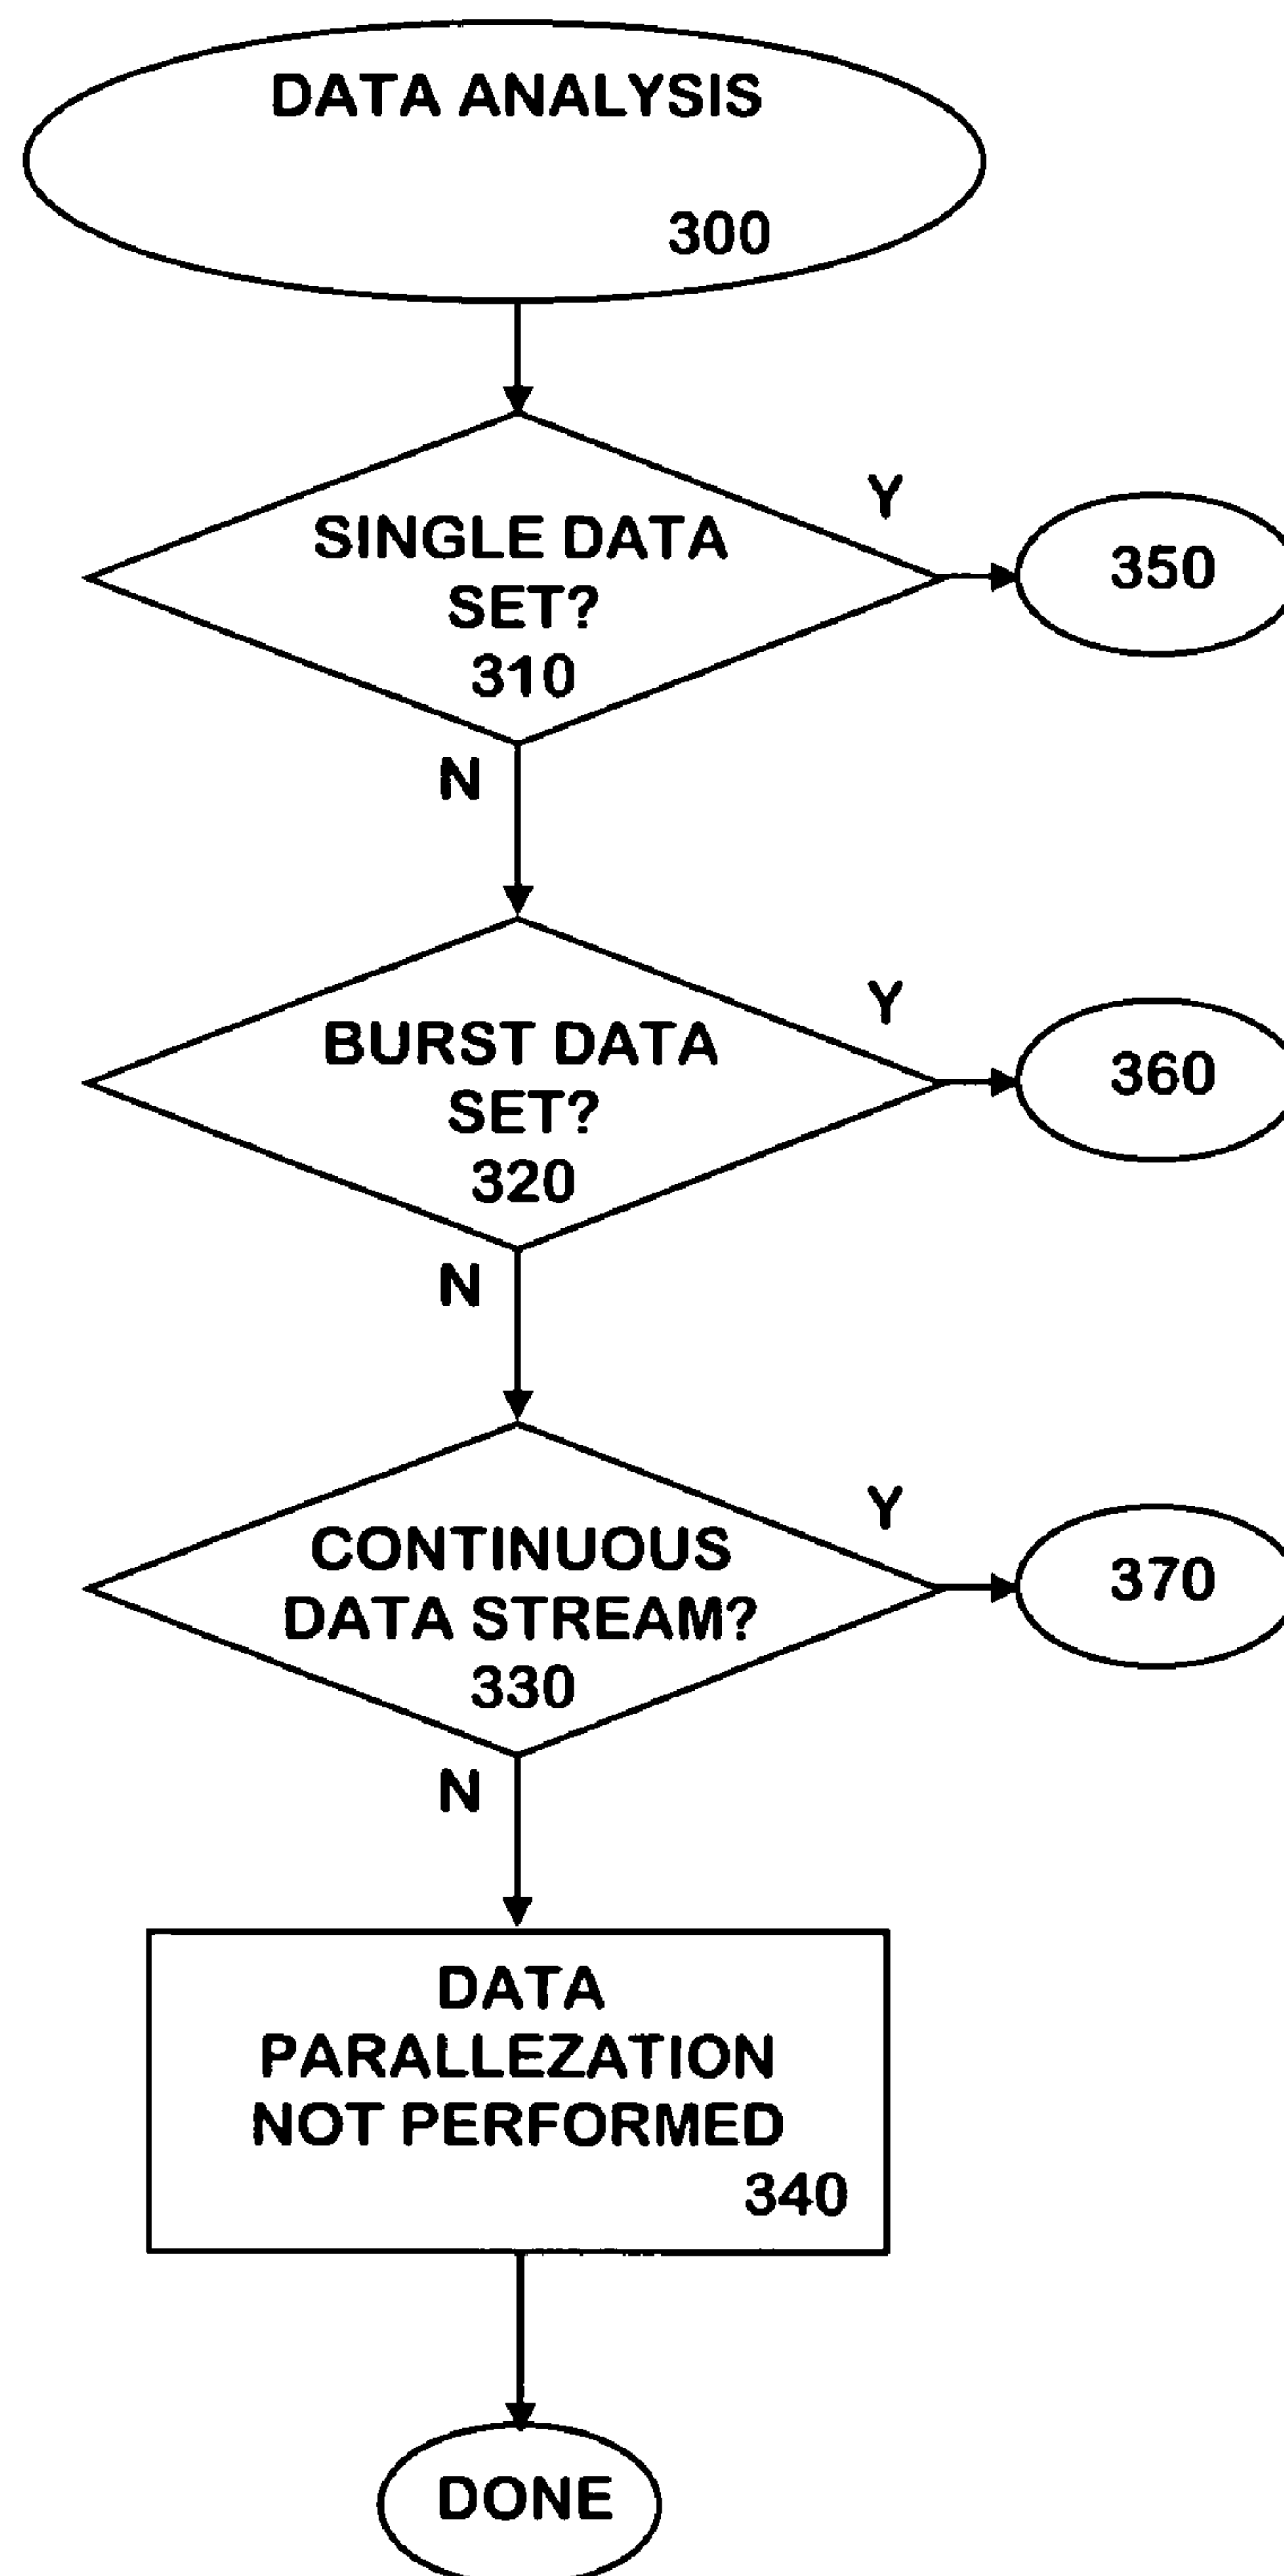 DATA ANALYSIS
300
Y
SINGLE DATA
SET?
310
350
N
Y
BURST DATA
SET?
320
360
N
Y
CONTINUOUS
DATA STREAM?
330
370
N
DATA
PARALLEZATION
NOT PERFORMED
340
DONE